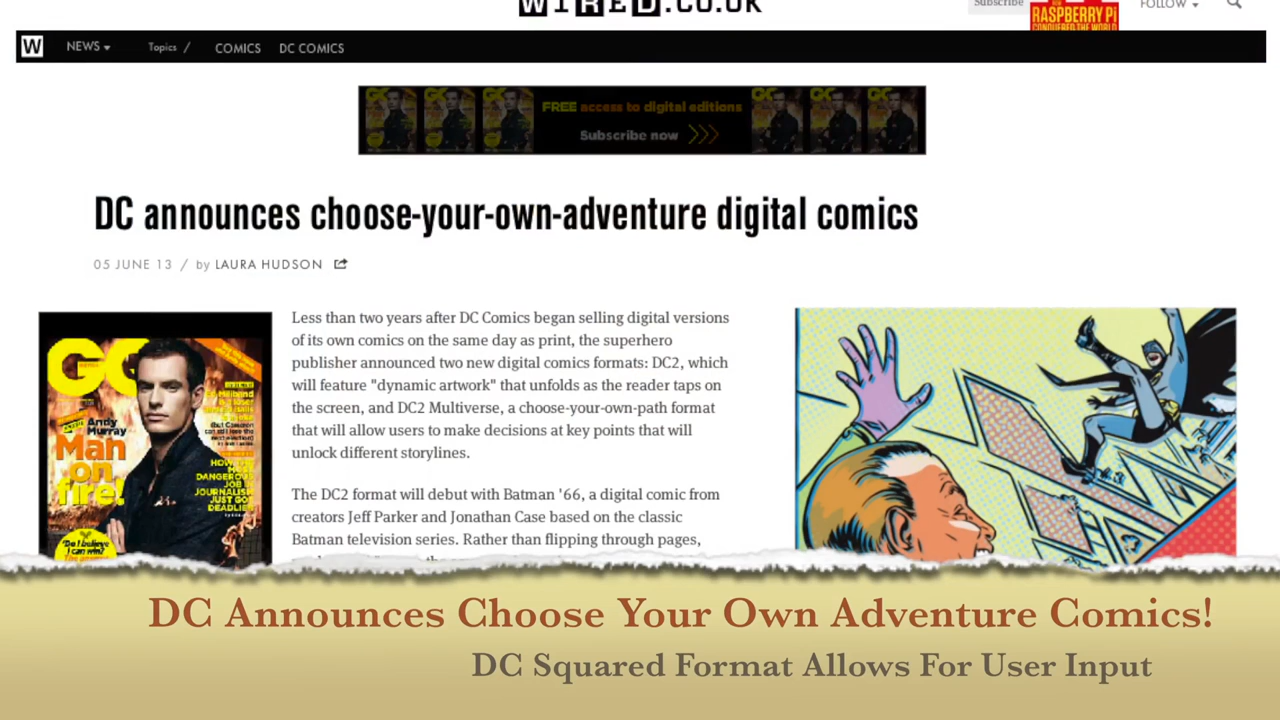 WIRED.CO.UK
Subscribe
RASPBERRY Pi
CONQUERED THE WORLD
FOLLOW
W NEWS Topics / COMICS DC COMICS
FREE access to digital editions
Subscribe now
DC announces choose-your-own-adventure digital comics
05 JUNE 13 / by LAURA HUDSON
GQ
Andy
Murray
Man
on
fire!
Less than two years after DC Comics began selling digital versions
of its own comics on the same day as print, the superhero
publisher announced two new digital comics formats: DC2, which
will feature "dynamic artwork" that unfolds as the reader taps on
the screen, and DC2 Multiverse, a choose-your-own-path format
that will allow users to make decisions at key points that will
unlock different storylines.
The DC2 format will debut with Batman '66, a digital comic from
creators Jeff Parker and Jonathan Case based on the classic
Batman television series. Rather than flipping through pages,
DC Announces Choose Your Own Adventure Comics!
DC Squared Format Allows For User Input